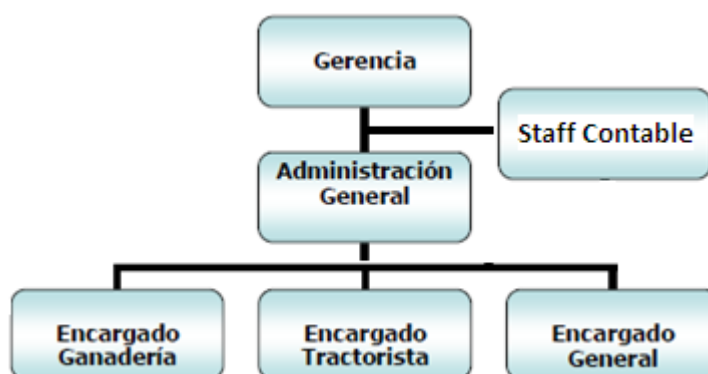 Gerencia
Staff Contable
Administración
General
Encargado
Ganadería
Encargado
Tractorista
Encargado
General